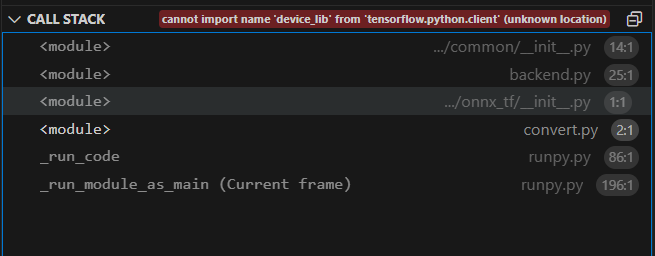 CALL STACK cannot import name 'device_lib' from 'tensorflow.python.client' (unknown location)
<module> .../common/__init__.py 14:1
<module> backend.py 25:1
<module> .../onnx_tf/__init__.py 1:1
<module> convert.py 2:1
_run_code runpy.py 86:1
_run_module_as_main (Current frame) runpy.py 196:1